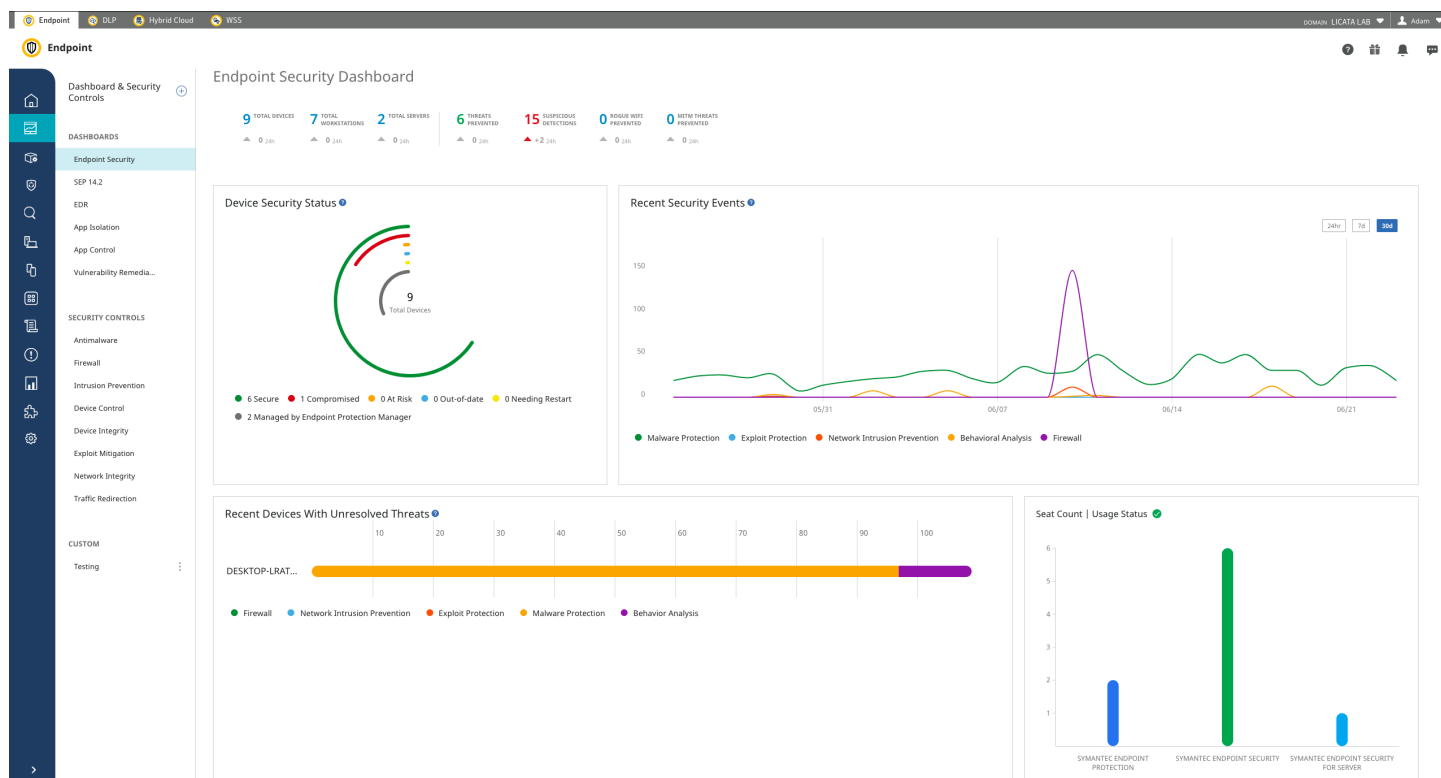 Endpoint DLP Hybrid Cloud WSS DOMAIN LICATA LAB Adam
Endpoint
Dashboard & Security
Controls
DASHBOARDS
Endpoint Security
SEP 14.2
EDR
App Isolation
App Control
Vulnerability Remedia...
SECURITY CONTROLS
Antimalware
Firewall
Intrusion Prevention
Device Control
Device Integrity
Exploit Mitigation
Network Integrity
Traffic Redirection
CUSTOM
Testing
Endpoint Security Dashboard
9 TOTAL DEVICES
0 24h
7 TOTAL WORKSTATIONS
0 24h
2 TOTAL SERVERS
0 24h
6 THREATS PREVENTED
0 24h
15 SUSPICIOUS DETECTIONS
+2 24h
0 ROGUE WIFI PREVENTED
0 24h
0 MITM THREATS PREVENTED
0 24h
Device Security Status
9
Total Devices
6 Secure 1 Compromised 0 At Risk 0 Out-of-date 0 Needing Restart
2 Managed by Endpoint Protection Manager
Recent Security Events
24hr 7d 30d
150
100
50
0
05/31 06/07 06/14 06/21
Malware Protection Exploit Protection Network Intrusion Prevention Behavioral Analysis Firewall
Recent Devices With Unresolved Threats
10 20 30 40 50 60 70 80 90 100
DESKTOP-LRAT...
Firewall Network Intrusion Prevention Exploit Protection Malware Protection Behavior Analysis
Seat Count | Usage Status
6
5
4
3
2
1
SYMANTEC ENDPOINT PROTECTION
SYMANTEC ENDPOINT SECURITY
SYMANTEC ENDPOINT SECURITY FOR SERVER